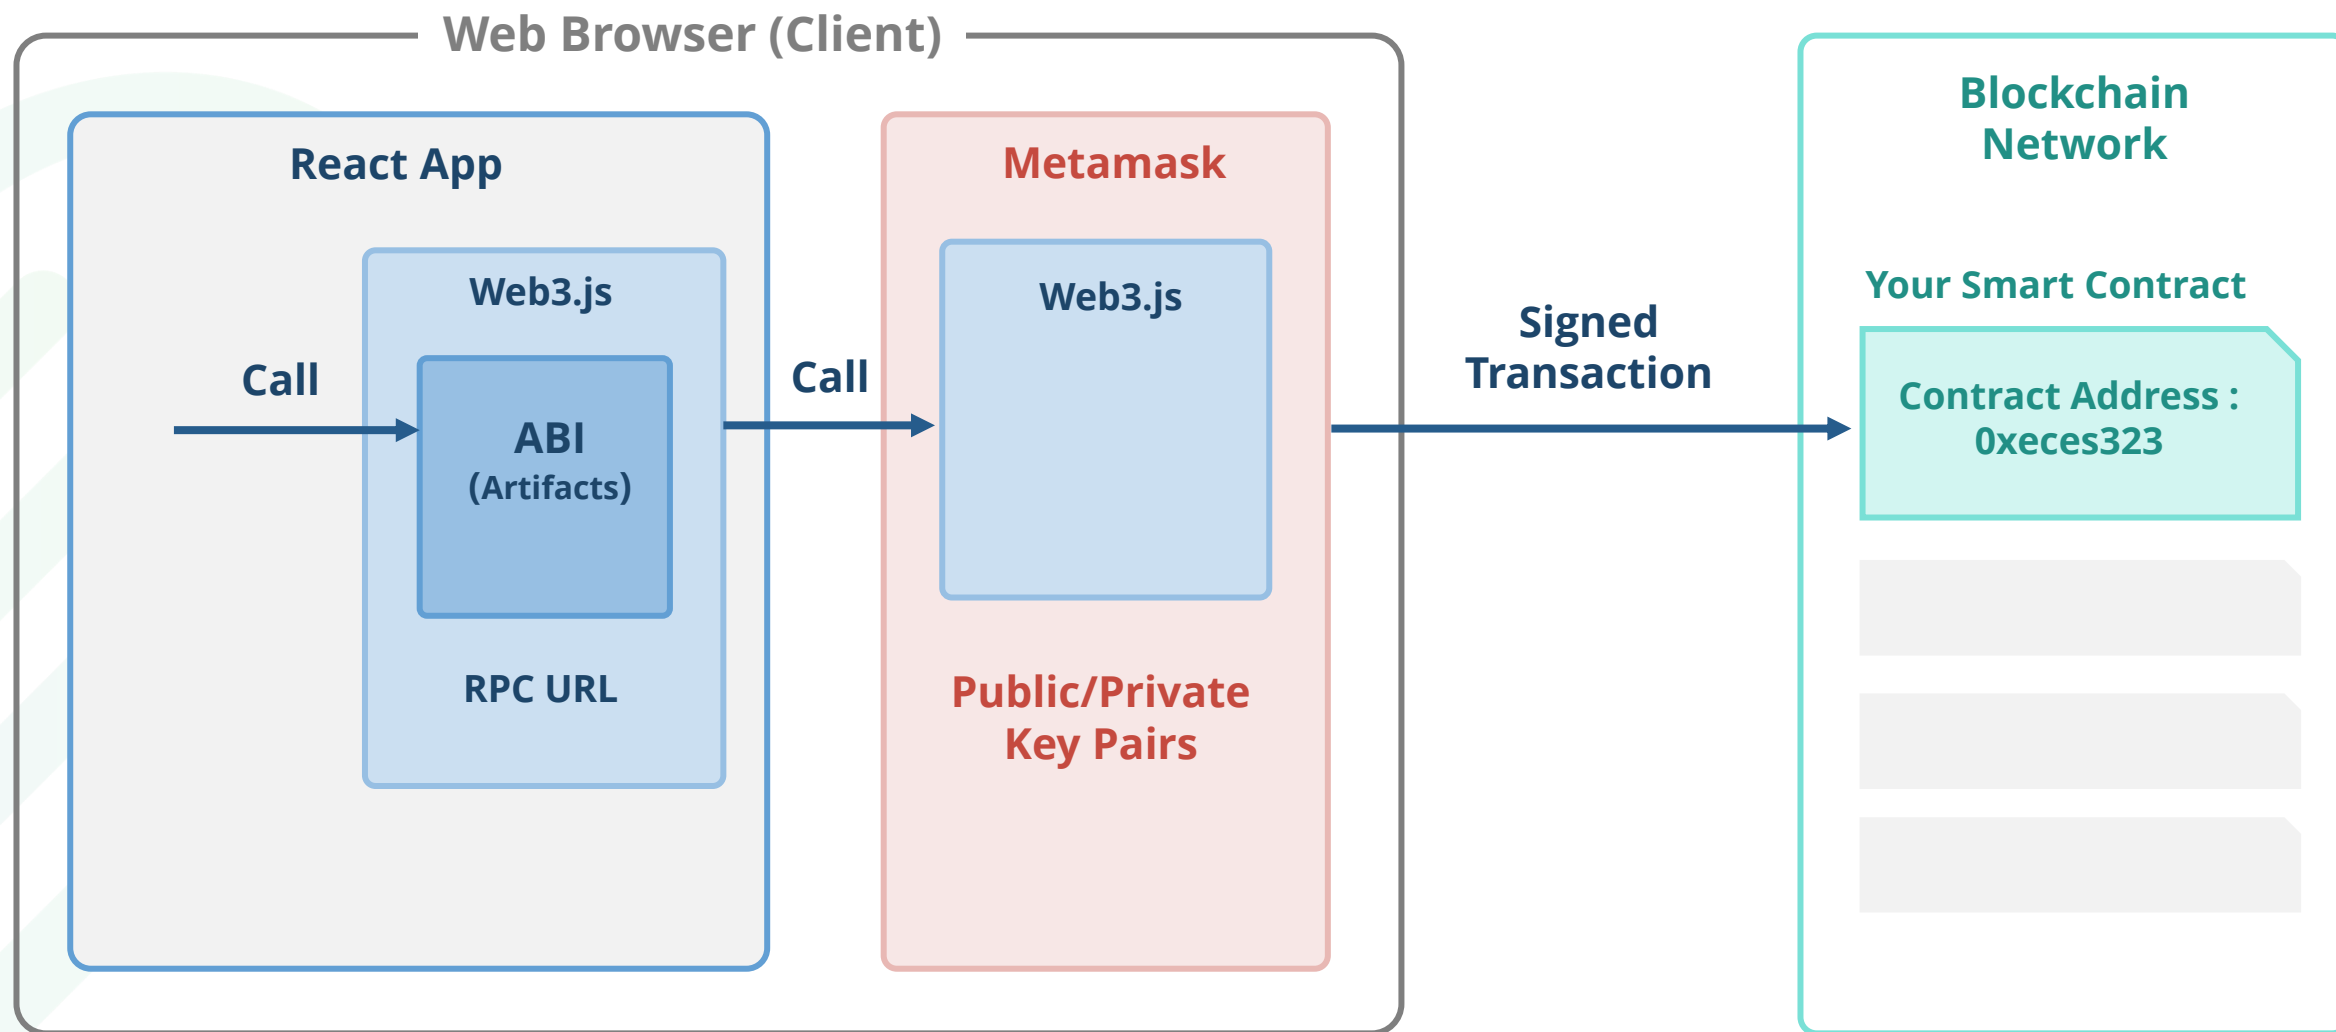 Web Browser (Client)
React App
Web3.js
Call
ABI
(Artifacts)
RPC URL
Call
Metamask
Web3.js
Public/Private
Key Pairs
Signed
Transaction
Blockchain
Network
Your Smart Contract
Contract Address :
0xeces323